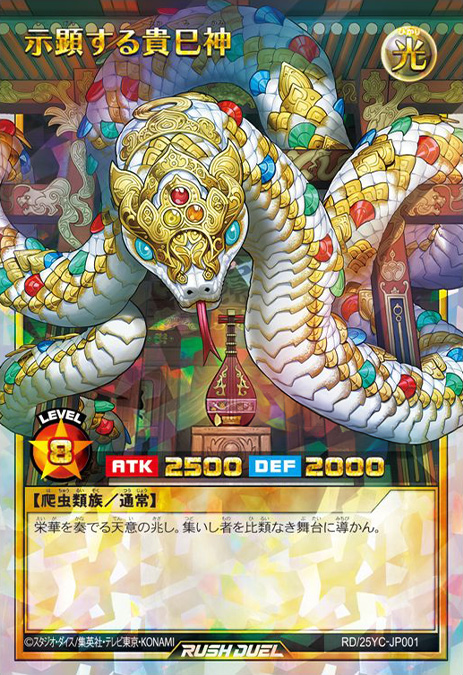 示顕する貴巳神
ひかり
光
LEVEL
8
ATK 2500 DEF 2000
【爬虫類族／通常】
栄華を奏でる天意の兆し。集いし者を比類なき舞台に導かん。
©スタジオ・ダイス/集英社・テレビ東京・KONAMI
RUSH DUEL
RD/25YC-JP001